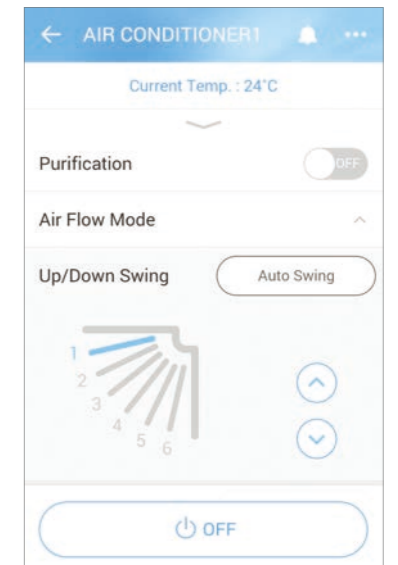 AIR CONDITIONER1
Current Temp. : 24°C
Purification
OFF
Air Flow Mode
Up/Down Swing
Auto Swing
1
2
3
4
5
6
OFF